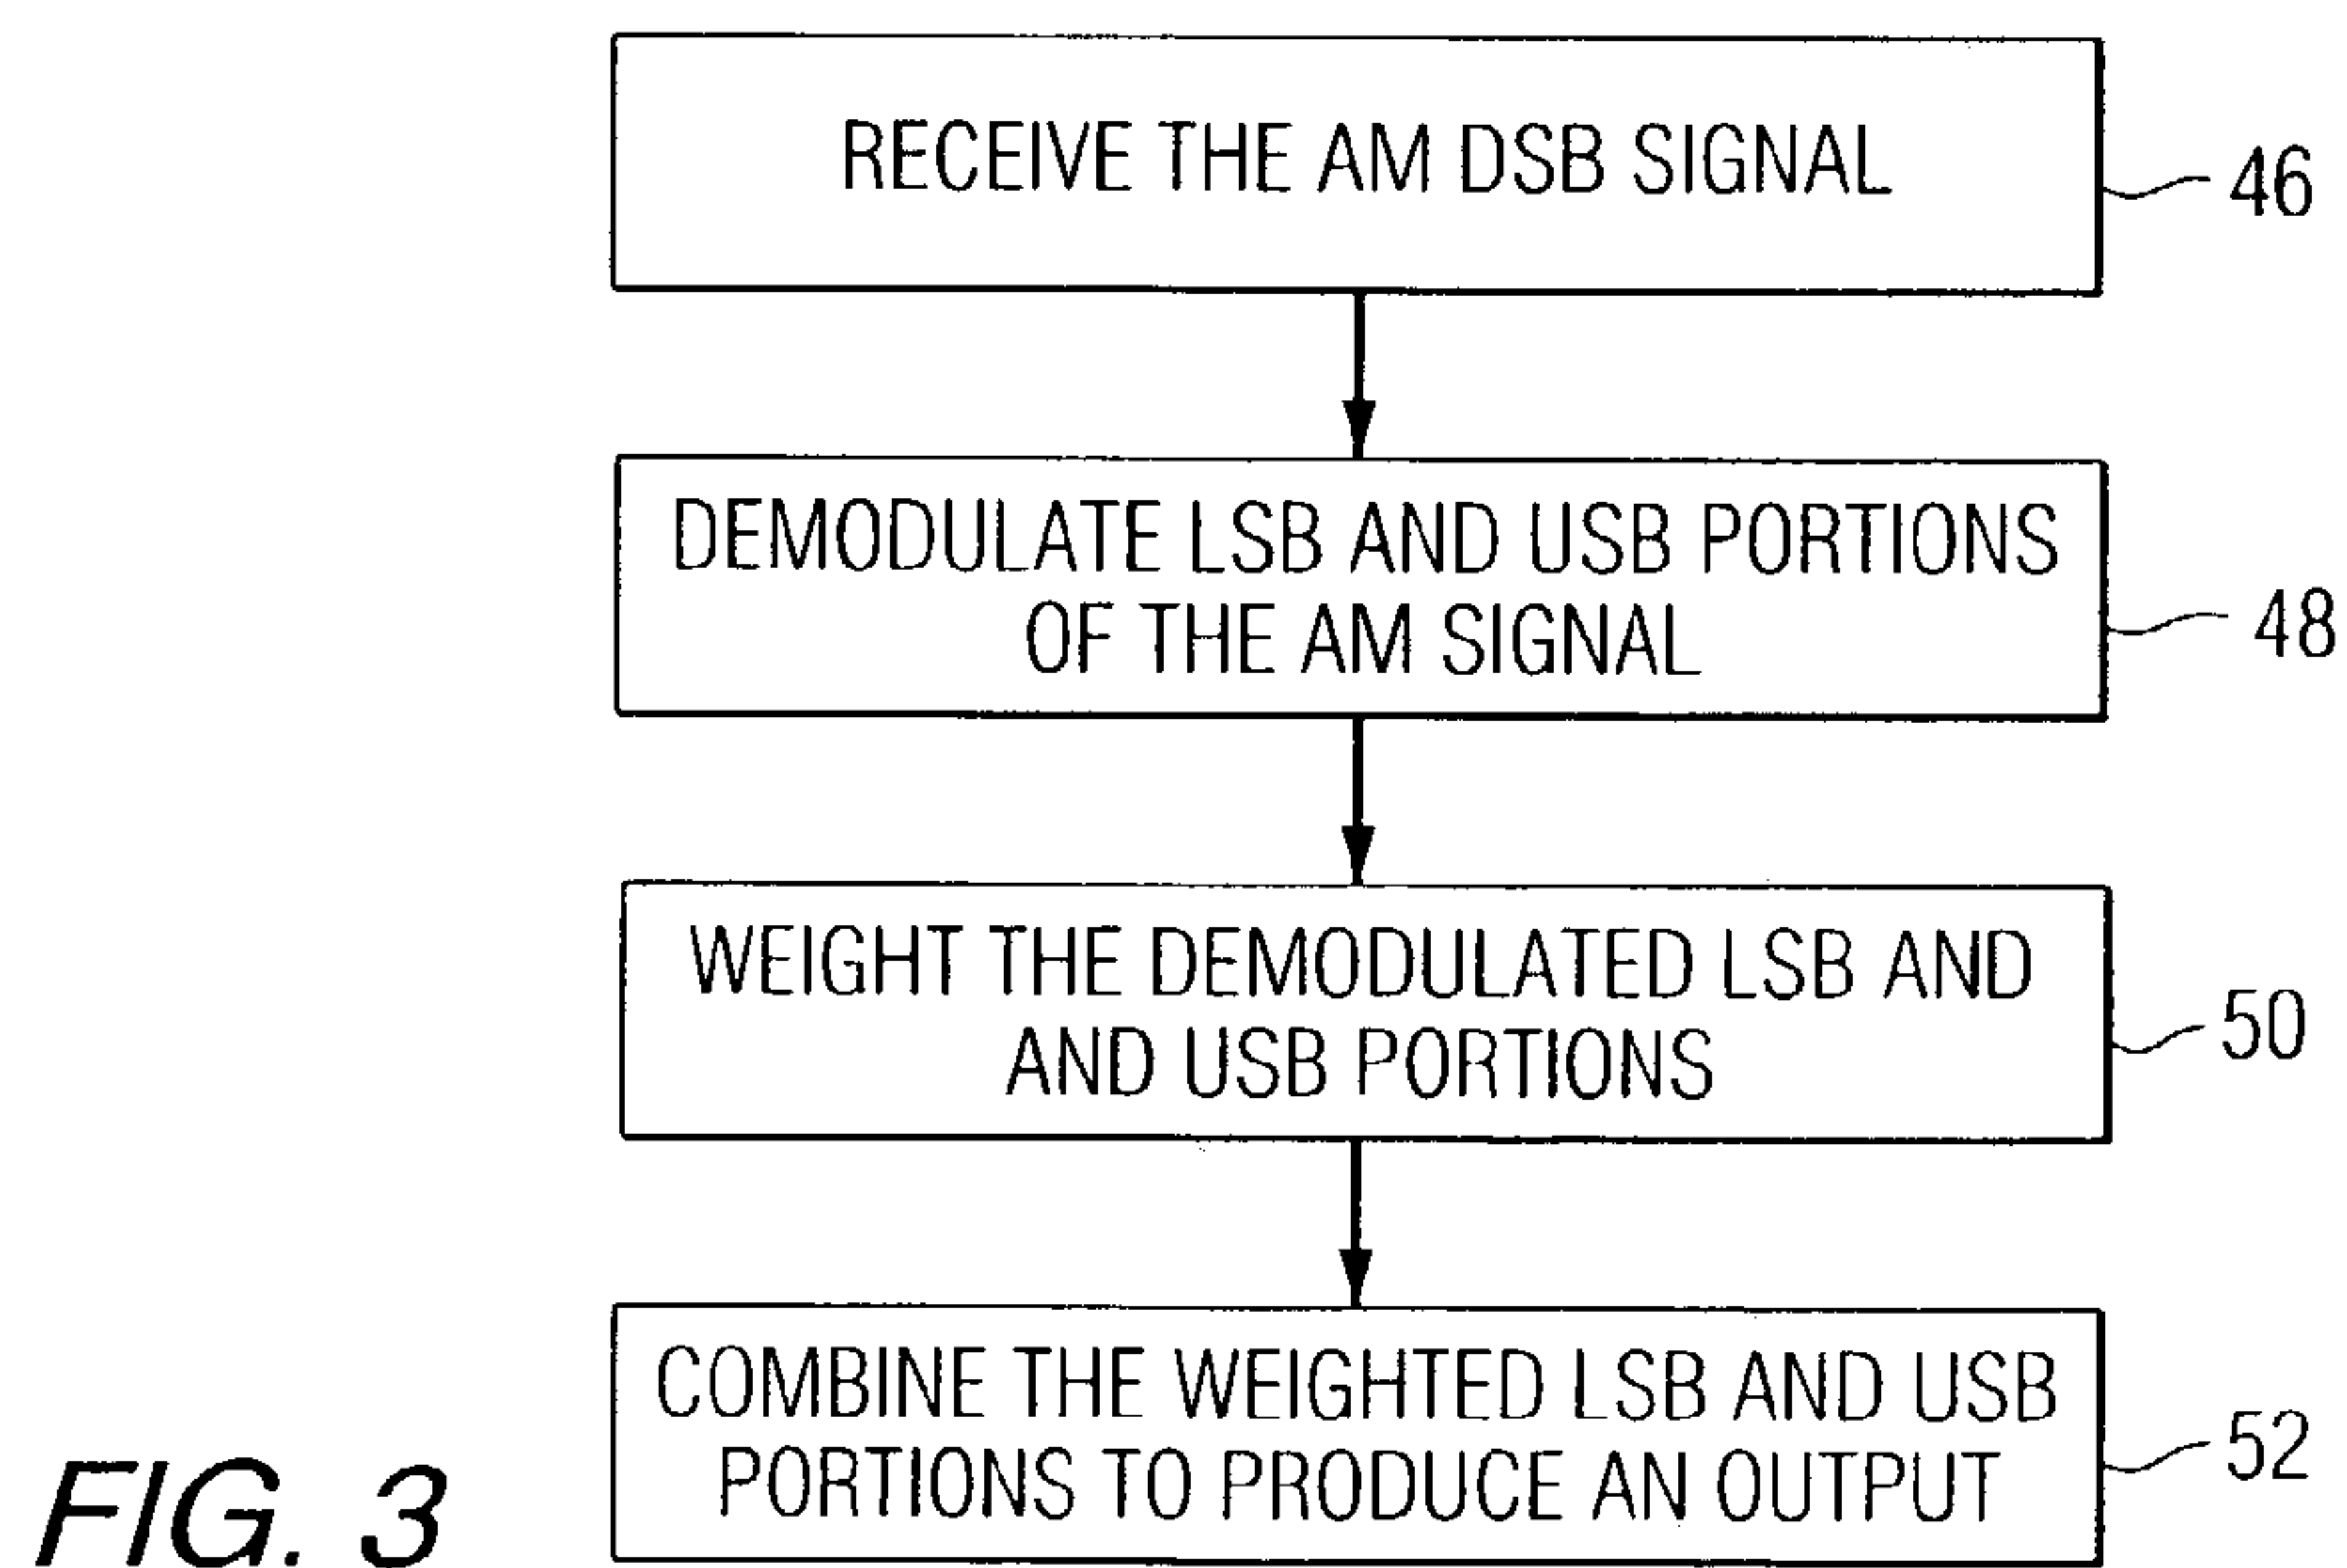 RECEIVE THE AM DSB SIGNAL
46
DEMODULATE LSB AND USB PORTIONS
OF THE AM SIGNAL
48
WEIGHT THE DEMODULATED LSB AND
AND USB PORTIONS
50
COMBINE THE WEIGHTED LSB AND USB
PORTIONS TO PRODUCE AN OUTPUT
52
FIG. 3